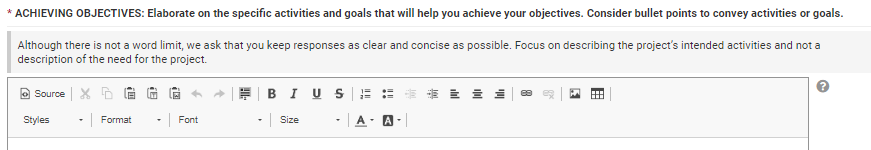 * ACHIEVING OBJECTIVES: Elaborate on the specific activities and goals that will help you achieve your objectives. Consider bullet points to convey activities or goals.
Although there is not a word limit, we ask that you keep responses as clear and concise as possible. Focus on describing the project's intended activities and not a
description of the need for the project.
Source B I U S
Styles Format Font Size A A